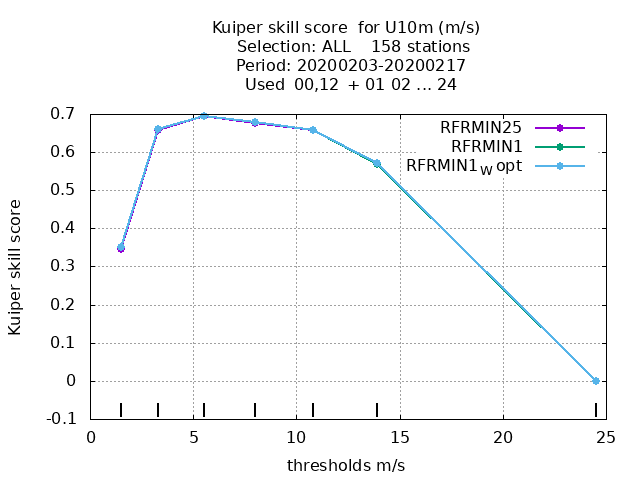 Kuiper skill score for U10m (m/s)
Selection: ALL 158 stations
Period: 20200203-20200217
Used 00,12 + 01 02 ... 24
RFRMIN25
RFRMIN1
RFRMIN1W opt
0.7
0.6
0.5
0.4
0.3
0.2
0.1
0
-0.1
Kuiper skill score
0 5 10 15 20 25
thresholds m/s